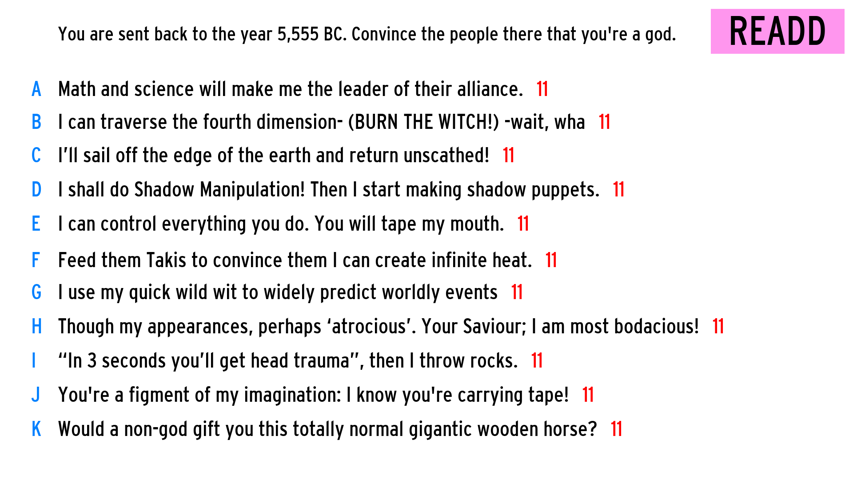 You are sent back to the year 5,555 BC. Convince the people there that you're a god.
READD
A Math and science will make me the leader of their alliance. 11
B I can traverse the fourth dimension- (BURN THE WITCH!) -wait, wha 11
C I’ll sail off the edge of the earth and return unscathed! 11
D I shall do Shadow Manipulation! Then I start making shadow puppets. 11
E I can control everything you do. You will tape my mouth. 11
F Feed them Takis to convince them I can create infinite heat. 11
G I use my quick wild wit to widely predict worldly events 11
H Though my appearances, perhaps ‘atrocious’. Your Saviour; I am most bodacious! 11
I “In 3 seconds you’ll get head trauma”, then I throw rocks. 11
J You're a figment of my imagination: I know you're carrying tape! 11
K Would a non-god gift you this totally normal gigantic wooden horse? 11